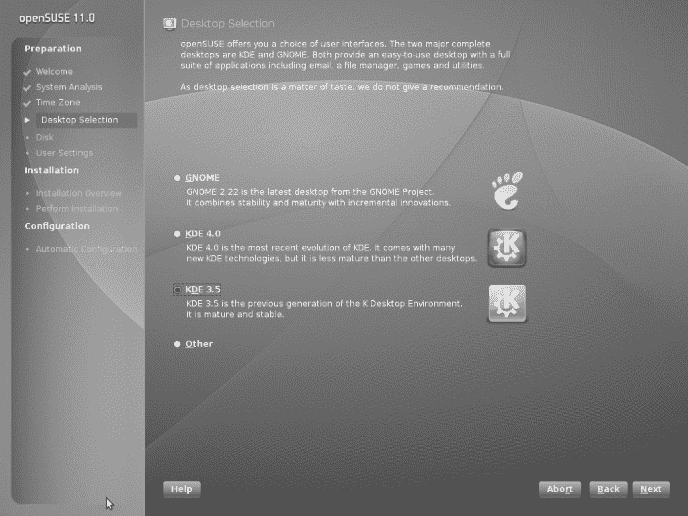 openSUSE 11.0
Preparation
Welcome
System Analysis
Time Zone
Desktop Selection
Disk
User Settings
Installation
Installation Overview
Perform Installation
Configuration
Automatic Configuration
Desktop Selection
openSUSE offers you a choice of user interfaces. The two major complete
desktops are KDE and GNOME. Both provide an easy-to-use desktop with a full
suite of applications including email, a file manager, games and utilities.
As desktop selection is a matter of taste, we do not give a recommendation.
GNOME
GNOME 2.22 is the latest desktop from the GNOME Project.
It combines stability and maturity with incremental innovations.
KDE 4.0
KDE 4.0 is the most recent evolution of KDE. It comes with many
new KDE technologies, but it is less mature than the other desktops.
KDE 3.5
KDE 3.5 is the previous generation of the K Desktop Environment.
It is mature and stable.
Other
Help
Abort
Back
Next